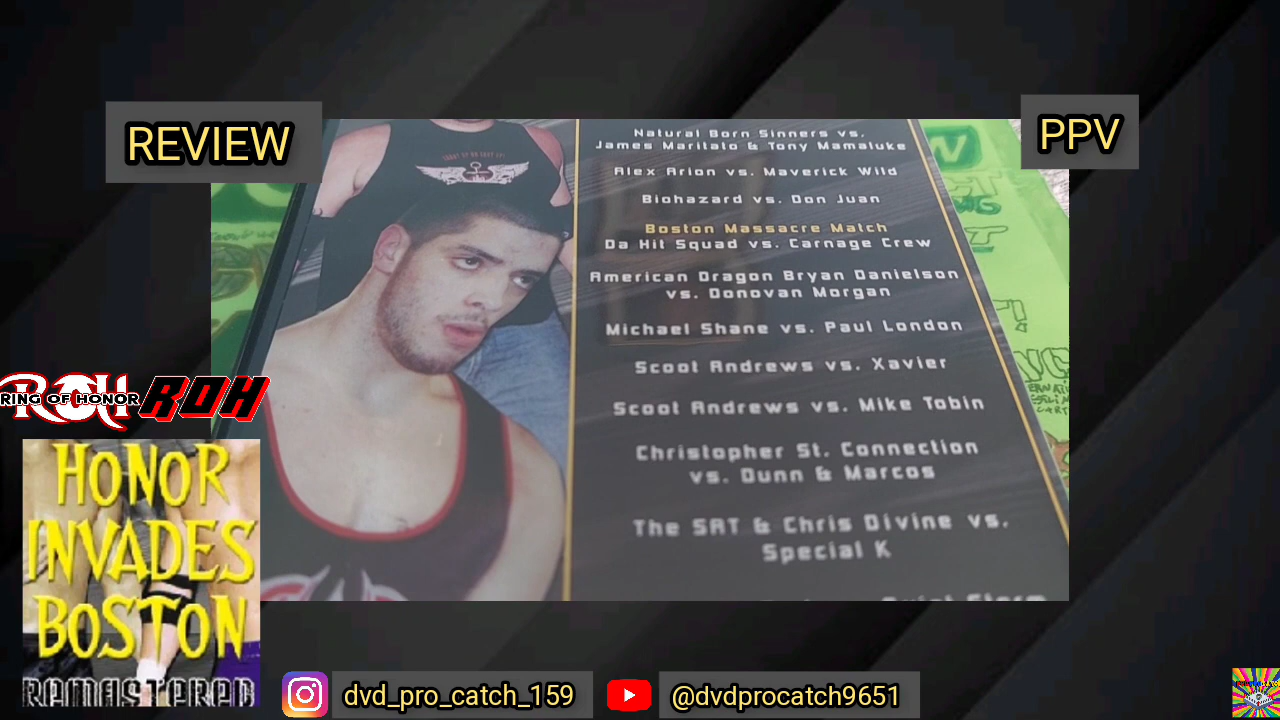 REVIEW
PPV
Natural Born Sinners vs.
James Maritato & Tony Mamaluke
Alex Arion vs. Maverick Wild
Biohazard vs. Don Juan
Boston Massacre Match
Da Hit Squad vs. Carnage Crew
American Dragon Bryan Danielson
vs. Donovan Morgan
Michael Shane vs. Paul London
Scoot Andrews vs. Xavier
Scoot Andrews vs. Mike Tobin
Christopher St. Connection
vs. Dunn & Marcos
The SAT & Chris Divine vs.
Special K
Quiet Storm
ROH
RING OF HONOR
ROH
HONOR
INVADES
BOSTON
REMASTERED
dvd_pro_catch_159
@dvdprocatch9651